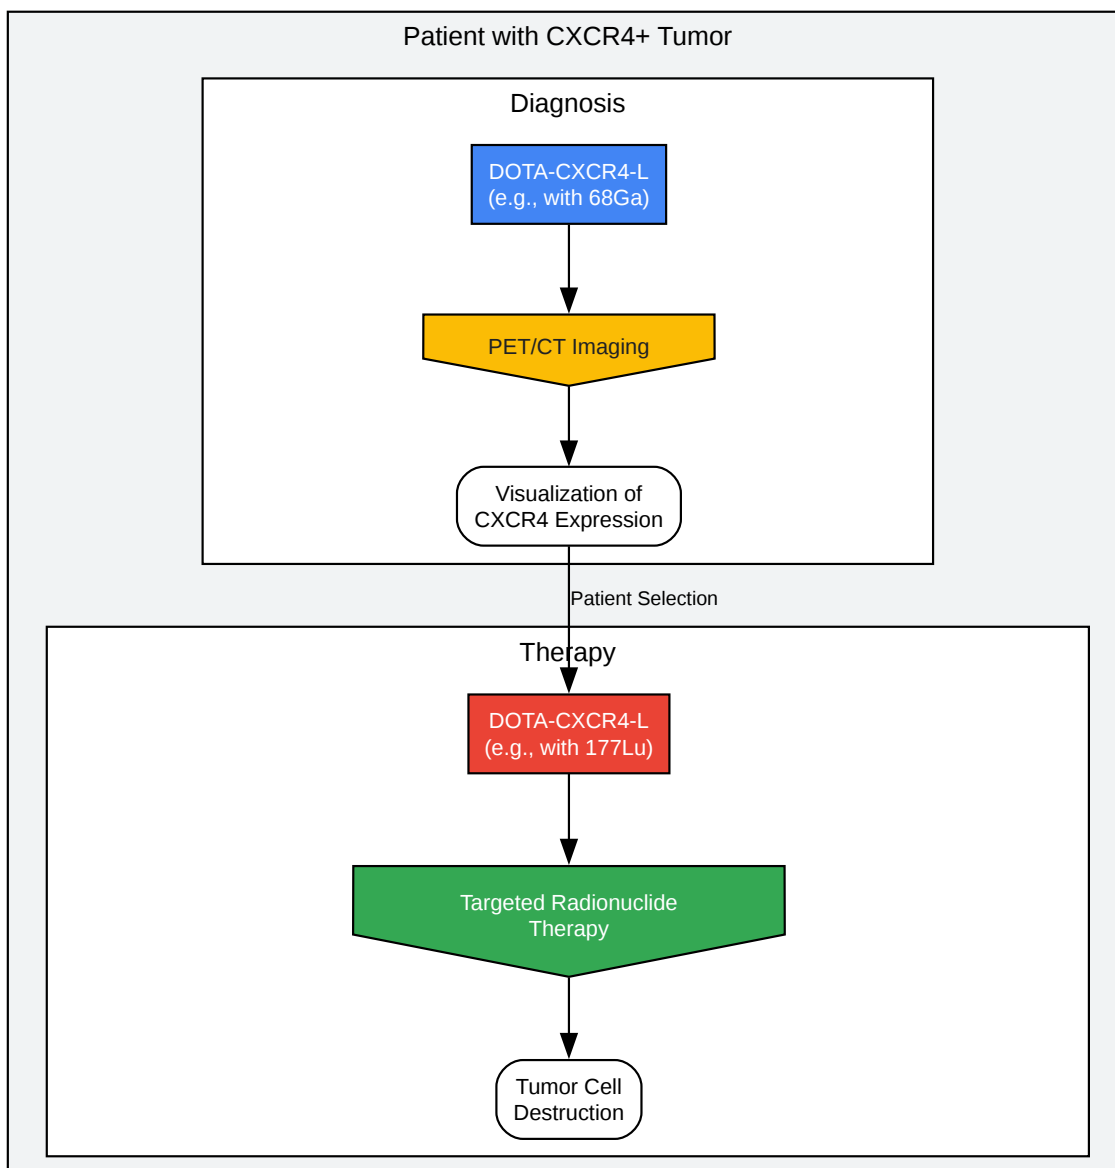 Patient with CXCR4+ Tumor
Diagnosis
DOTA-CXCR4-L
(e.g., with 68Ga)
PET/CT Imaging
Visualization of
CXCR4 Expression
Patient Selection
Therapy
DOTA-CXCR4-L
(e.g., with 177Lu)
Targeted Radionuclide
Therapy
Tumor Cell
Destruction